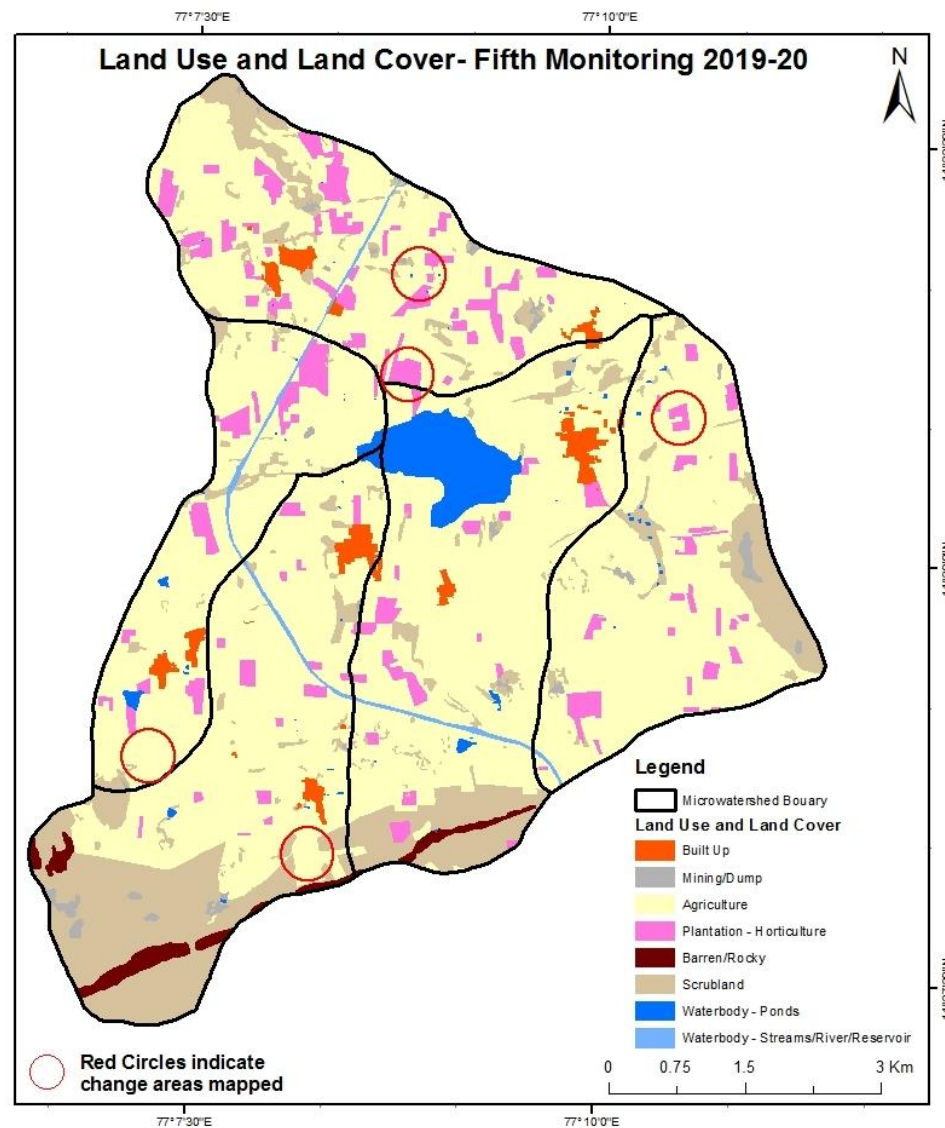 77° 7'30"E
77° 10'0"E
Land Use and Land Cover- Fifth Monitoring 2019-20
N
Legend
Microwatershed Bouary
Land Use and Land Cover
Built Up
Mining/Dump
Agriculture
Plantation - Horticulture
Barren/Rocky
Scrubland
Waterbody - Ponds
Waterbody - Streams/River/Reservoir
Red Circles indicate
change areas mapped
0 0.75 1.5 3 Km
77° 7'30"E
77° 10'0"E